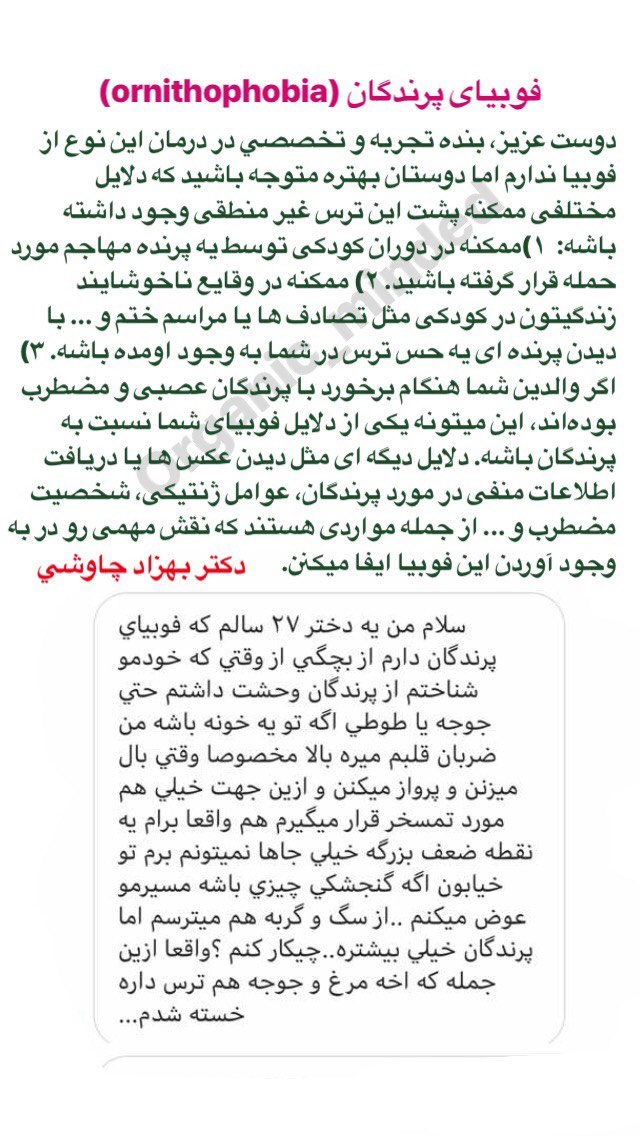 فوبیای پرندگان (ornithophobia)
دوست عزیز، بنده تجربه و تخصصي در درمان این نوع از
فوبیا ندارم اما دوستان بهتره متوجه باشید که دلایل
مختلفی ممکنه پشت این ترس غیر منطقی وجود داشته
باشه: ۱)ممکنه در دوران کودکی توسط یه پرنده مهاجم مورد
حمله قرار گرفته باشید. ۲) ممکنه در وقایع ناخوشایند
زندگیتون در کودکی مثل تصادف ها یا مراسم ختم و ... با
دیدن پرنده ای یه حس ترس در شما به وجود اومده باشه. ۳)
اگر والدین شما هنگام برخورد با پرندگان عصبی و مضطرب
بوده‌اند، این میتونه یکی از دلایل فوبیای شما نسبت به
پرندگان باشه. دلایل دیگه ای مثل دیدن عکس ها یا دریافت
اطلاعات منفی در مورد پرندگان، عوامل ژنتیکی، شخصیت
مضطرب و ... از جمله مواردی هستند که نقش مهمی رو در به
وجود آوردن این فوبیا ایفا میکنن. دکتر بهزاد چاوشي
Organic_minded
سلام من یه دختر ۲۷ سالم که فوبیاي
پرندگان دارم از بچگي از وقتي که خودمو
شناختم از پرندگان وحشت داشتم حتي
جوجه یا طوطي اگه تو یه خونه باشه من
ضربان قلبم میره بالا مخصوصا وقتي بال
میزنن و پرواز میکنن و ازین جهت خیلي هم
مورد تمسخر قرار میگیرم هم واقعا برام یه
نقطه ضعف بزرگه خیلي جاها نمیتونم برم تو
خیابون اگه گنجشکي چیزي باشه مسیرمو
عوض میکنم ..از سگ و گربه هم میترسم اما
پرندگان خیلي بیشتره..چیکار کنم ؟واقعا ازین
جمله که اخه مرغ و جوجه هم ترس داره
خسته شدم...